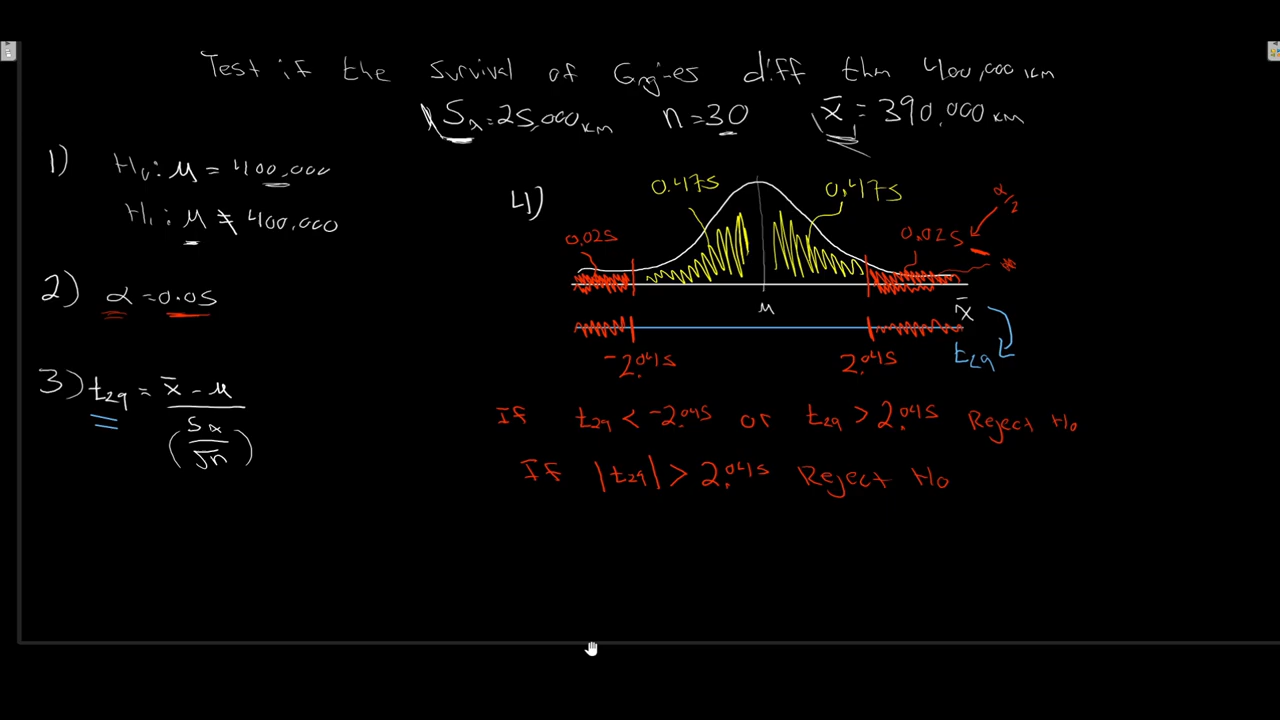 Test if the Survival of Engines diff thn 400,000 KM
Sx = 25,000 KM n = 30 x̄ = 390,000 KM
1) H0: μ = 400,000
H1: μ ≠ 400,000
2) α = 0.05
3) t29 = x̄ - μ
(Sx
√n)
4)
0.475 0.475 α/2
0.025 0.025
μ x̄
-2.045 2.045 t29
If t29 < -2.045 or t29 > 2.045 Reject H0
If |t29| > 2.045 Reject H0